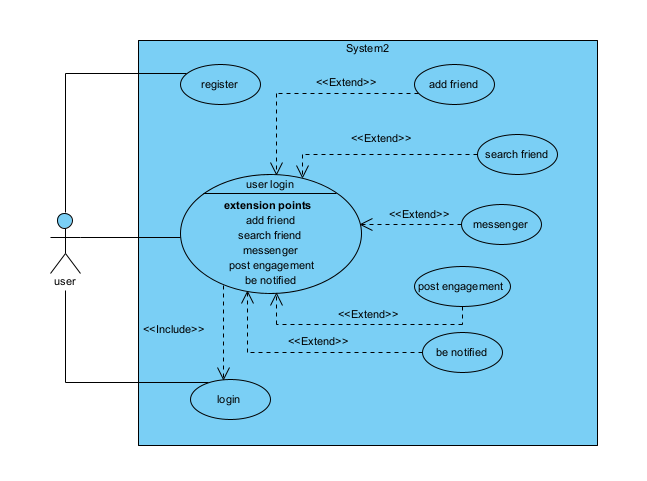 System2
register
<<Extend>>
add friend
<<Extend>>
search friend
user login
extension points
add friend
search friend
messenger
post engagement
be notified
<<Extend>>
messenger
user
post engagement
<<Extend>>
<<Include>>
<<Extend>>
be notified
login